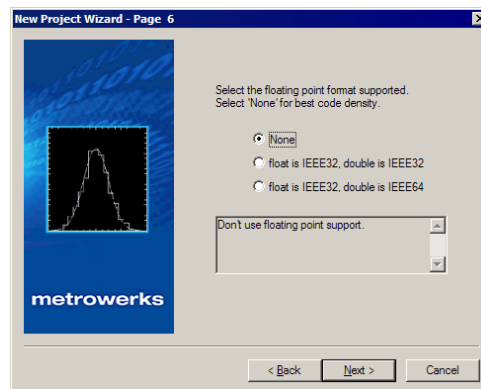 New Project Wizard - Page 6
Select the floating point format supported.
Select 'None' for best code density.
None
float is IEEE32, double is IEEE32
float is IEEE32, double is IEEE64
Don't use floating point support.
metrowerks
< Back
Next >
Cancel